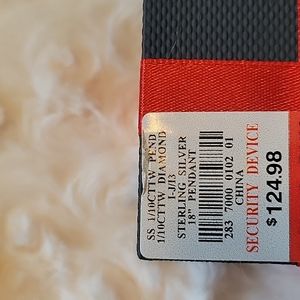 SS 1/10CTTW PEND
1/10CTTW DIAMOND
I-J/I3
STERLING SILVER
18" PENDANT
283 7000 0102 01
CHINA
SECURITY DEVICE
$124.98